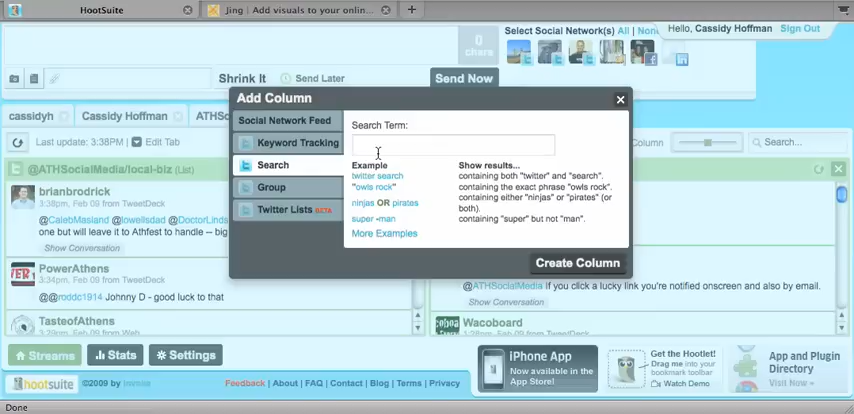 HootSuite
Jing | Add visuals to your onlin...
Hello, Cassidy Hoffman Sign Out
Select Social Network(s) All | None
0
chars
Shrink It
Send Later
Send Now
cassidyh
Cassidy Hoffman
Last update: 3:38PM
Edit Tab
Column
Search...
Add Column
Social Network Feed
Keyword Tracking
Search
Group
Twitter Lists BETA
Search Term:
Example
Show results...
twitter search
containing both "twitter" and "search".
"owls rock"
containing the exact phrase "owls rock".
ninjas OR pirates
containing either "ninjas" or "pirates" (or
both).
super -man
containing "super" but not "man".
More Examples
Create Column
@ATHSocialMedia/local-biz (List)
brianbrodrick
@CalebMasland @lowellsdad
one but will leave it to Athfest to handle -- big
Show Conversation
PowerAthens
3:34pm, Feb 09 from TweetDeck
@@roddc1914 Johnny D - good luck to that
TasteofAthens
3:29pm, Feb 09 from Web
@ATHSocialMedia If you click a lucky link you're notified onscreen and also by email.
Show Conversation
Wacoboard
Streams
Stats
Settings
iPhone App
Now available in the
App Store!
Get the Hootlet!
Drag me into your
bookmark toolbar
Watch Demo
App and Plugin
Directory
Visit Now »
hootsuite
©2009 by
Feedback | About | FAQ | Contact | Blog | Terms | Privacy
Done